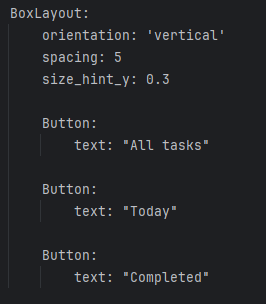 BoxLayout:
    orientation: 'vertical'
    spacing: 5
    size_hint_y: 0.3

    Button:
        text: "All tasks"

    Button:
        text: "Today"

    Button:
        text: "Completed"